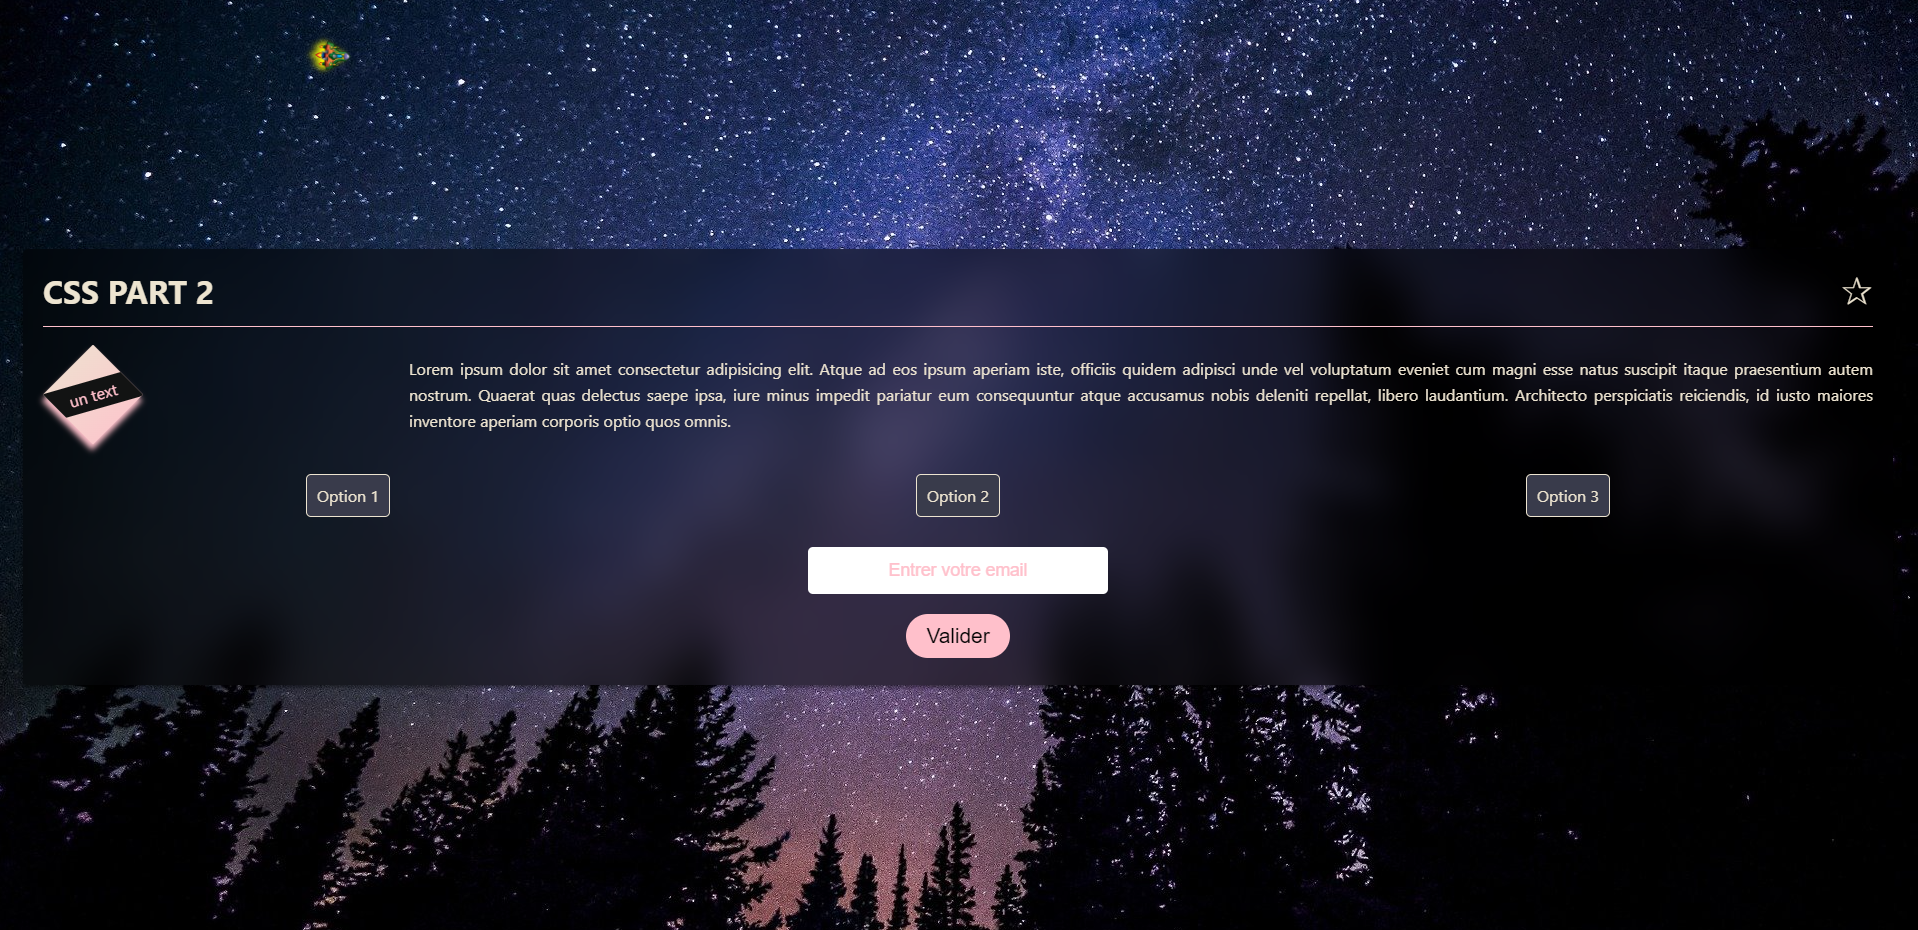 CSS PART 2
un text
Lorem ipsum dolor sit amet consectetur adipisicing elit. Atque ad eos ipsum aperiam iste, officiis quidem adipisci unde vel voluptatum eveniet cum magni esse natus suscipit itaque praesentium autem
nostrum. Quaerat quas delectus saepe ipsa, iure minus impedit pariatur eum consequuntur atque accusamus nobis deleniti repellat, libero laudantium. Architecto perspiciatis reiciendis, id iusto maiores
inventore aperiam corporis optio quos omnis.
Option 1
Option 2
Option 3
Entrer votre email
Valider